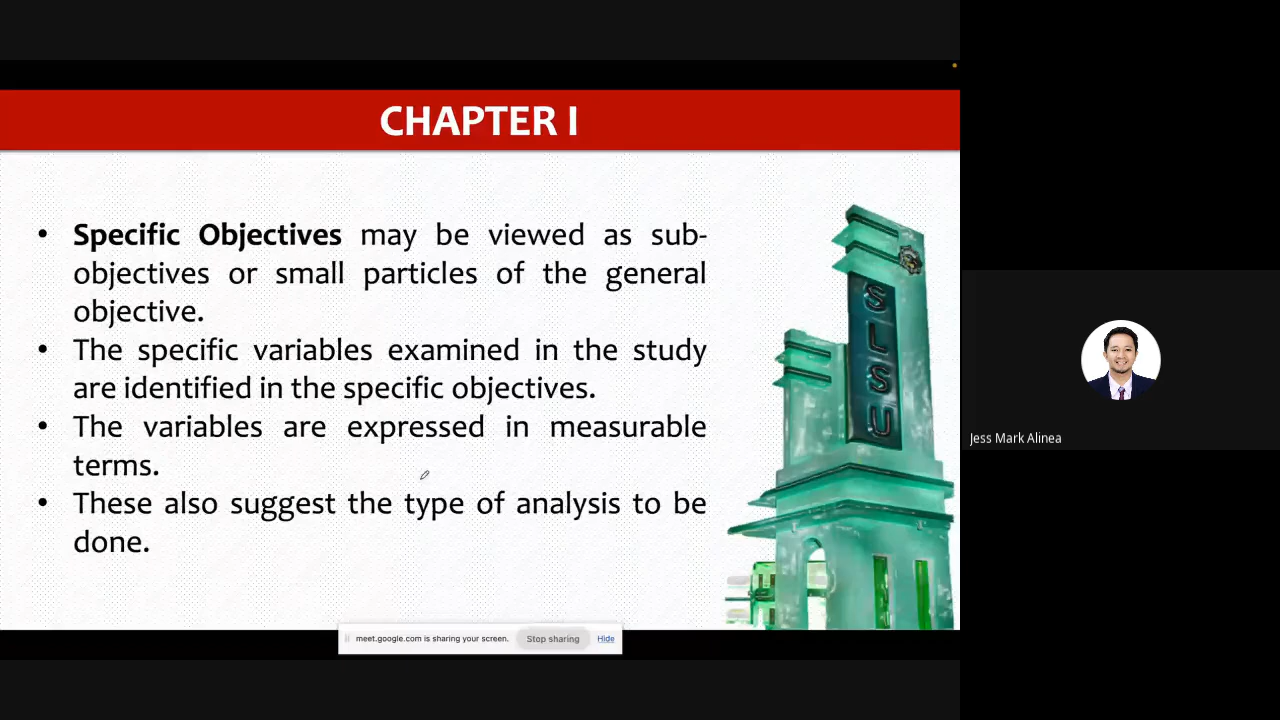 CHAPTER I
• Specific Objectives may be viewed as sub-
objectives or small particles of the general
objective.
• The specific variables examined in the study
are identified in the specific objectives.
• The variables are expressed in measurable
terms.
• These also suggest the type of analysis to be
done.
SLSU
Jess Mark Alinea
meet.google.com is sharing your screen. Stop sharing Hide